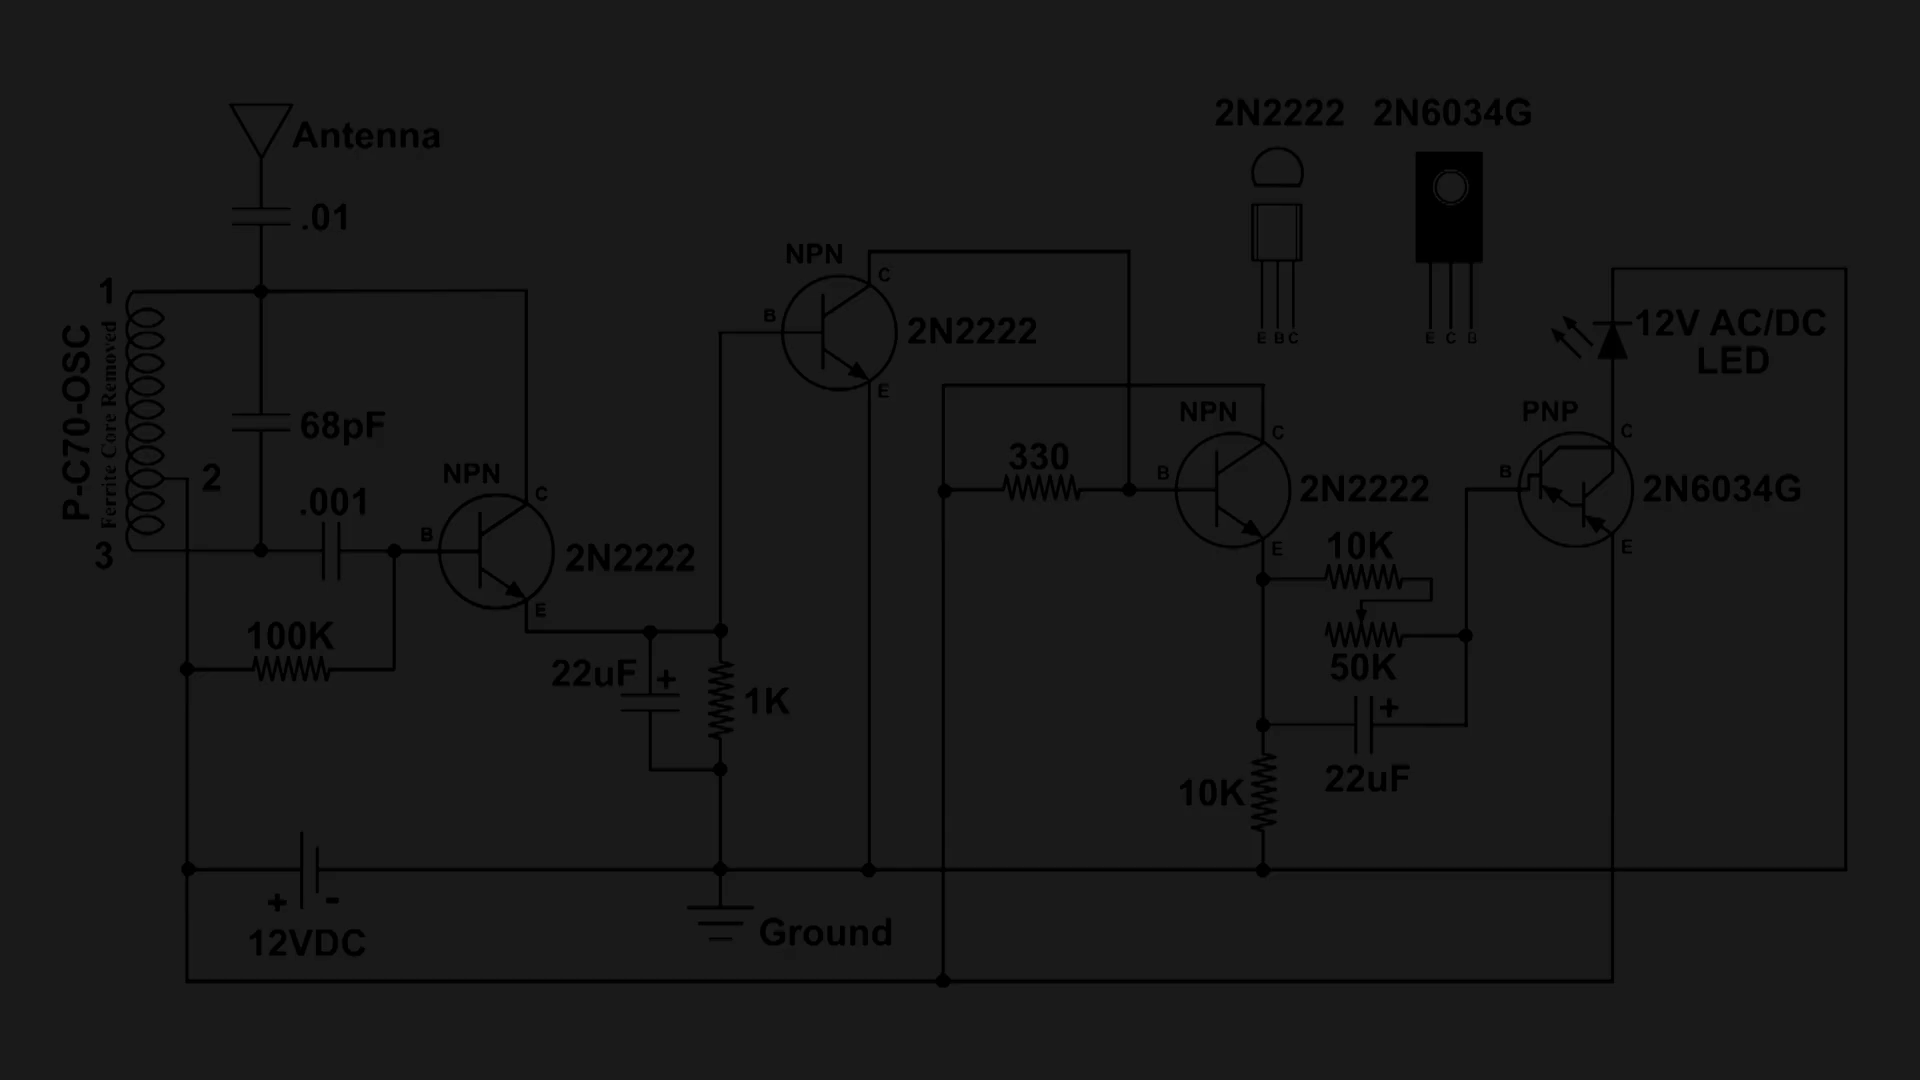 2N2222 2N6034G
Antenna
.01
NPN
C
1
B
2N2222
E
E B C
E C B
12V AC/DC
LED
P-C70-OSC
Ferrite Core Removed
68pF
NPN
C
PNP
C
330
B
2N2222
B
2N6034G
2
NPN
.001
C
B
E
10K
E
3
2N2222
E
100K
22uF +
1K
50K
+
22uF
10K
+ -
12VDC
Ground